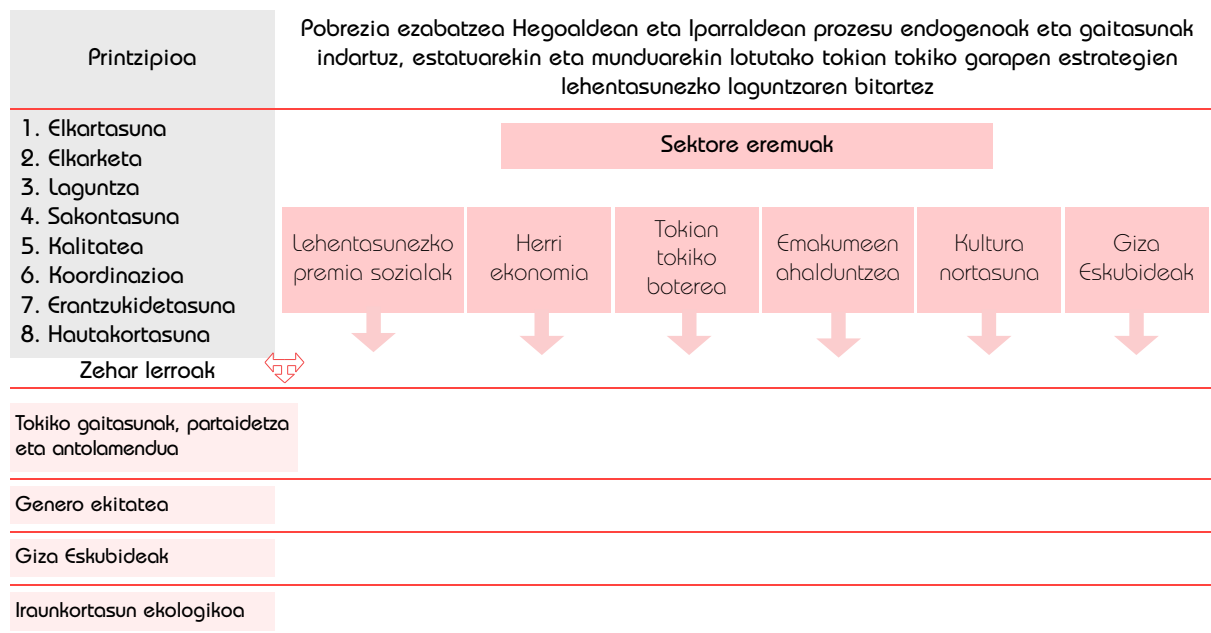 Printzipioa
Pobrezia ezabatzea Hegoaldean eta Iparraldean prozesu endogenoak eta gaitasunak
indartuz, estatuarekin eta munduarekin lotutako tokian tokiko garapen estrategien
lehentasunezko laguntzaren bitartez
1. Elkartasuna
2. Elkarketa
3. Laguntza
4. Sakontasuna
5. Kalitatea
6. Koordinazioa
7. Erantzukidetasuna
8. Hautakortasuna
Sektore eremuak
Lehentasunezko
premia sozialak
Herri
ekonomia
Tokian
tokiko
boterea
Emakumeen
ahalduntzea
Kultura
nortasuna
Giza
Eskubideak
Zehar lerroak
Tokiko gaitasunak, partaidetza
eta antolamendua
Genero ekitatea
Giza Eskubideak
Iraunkortasun ekologikoa